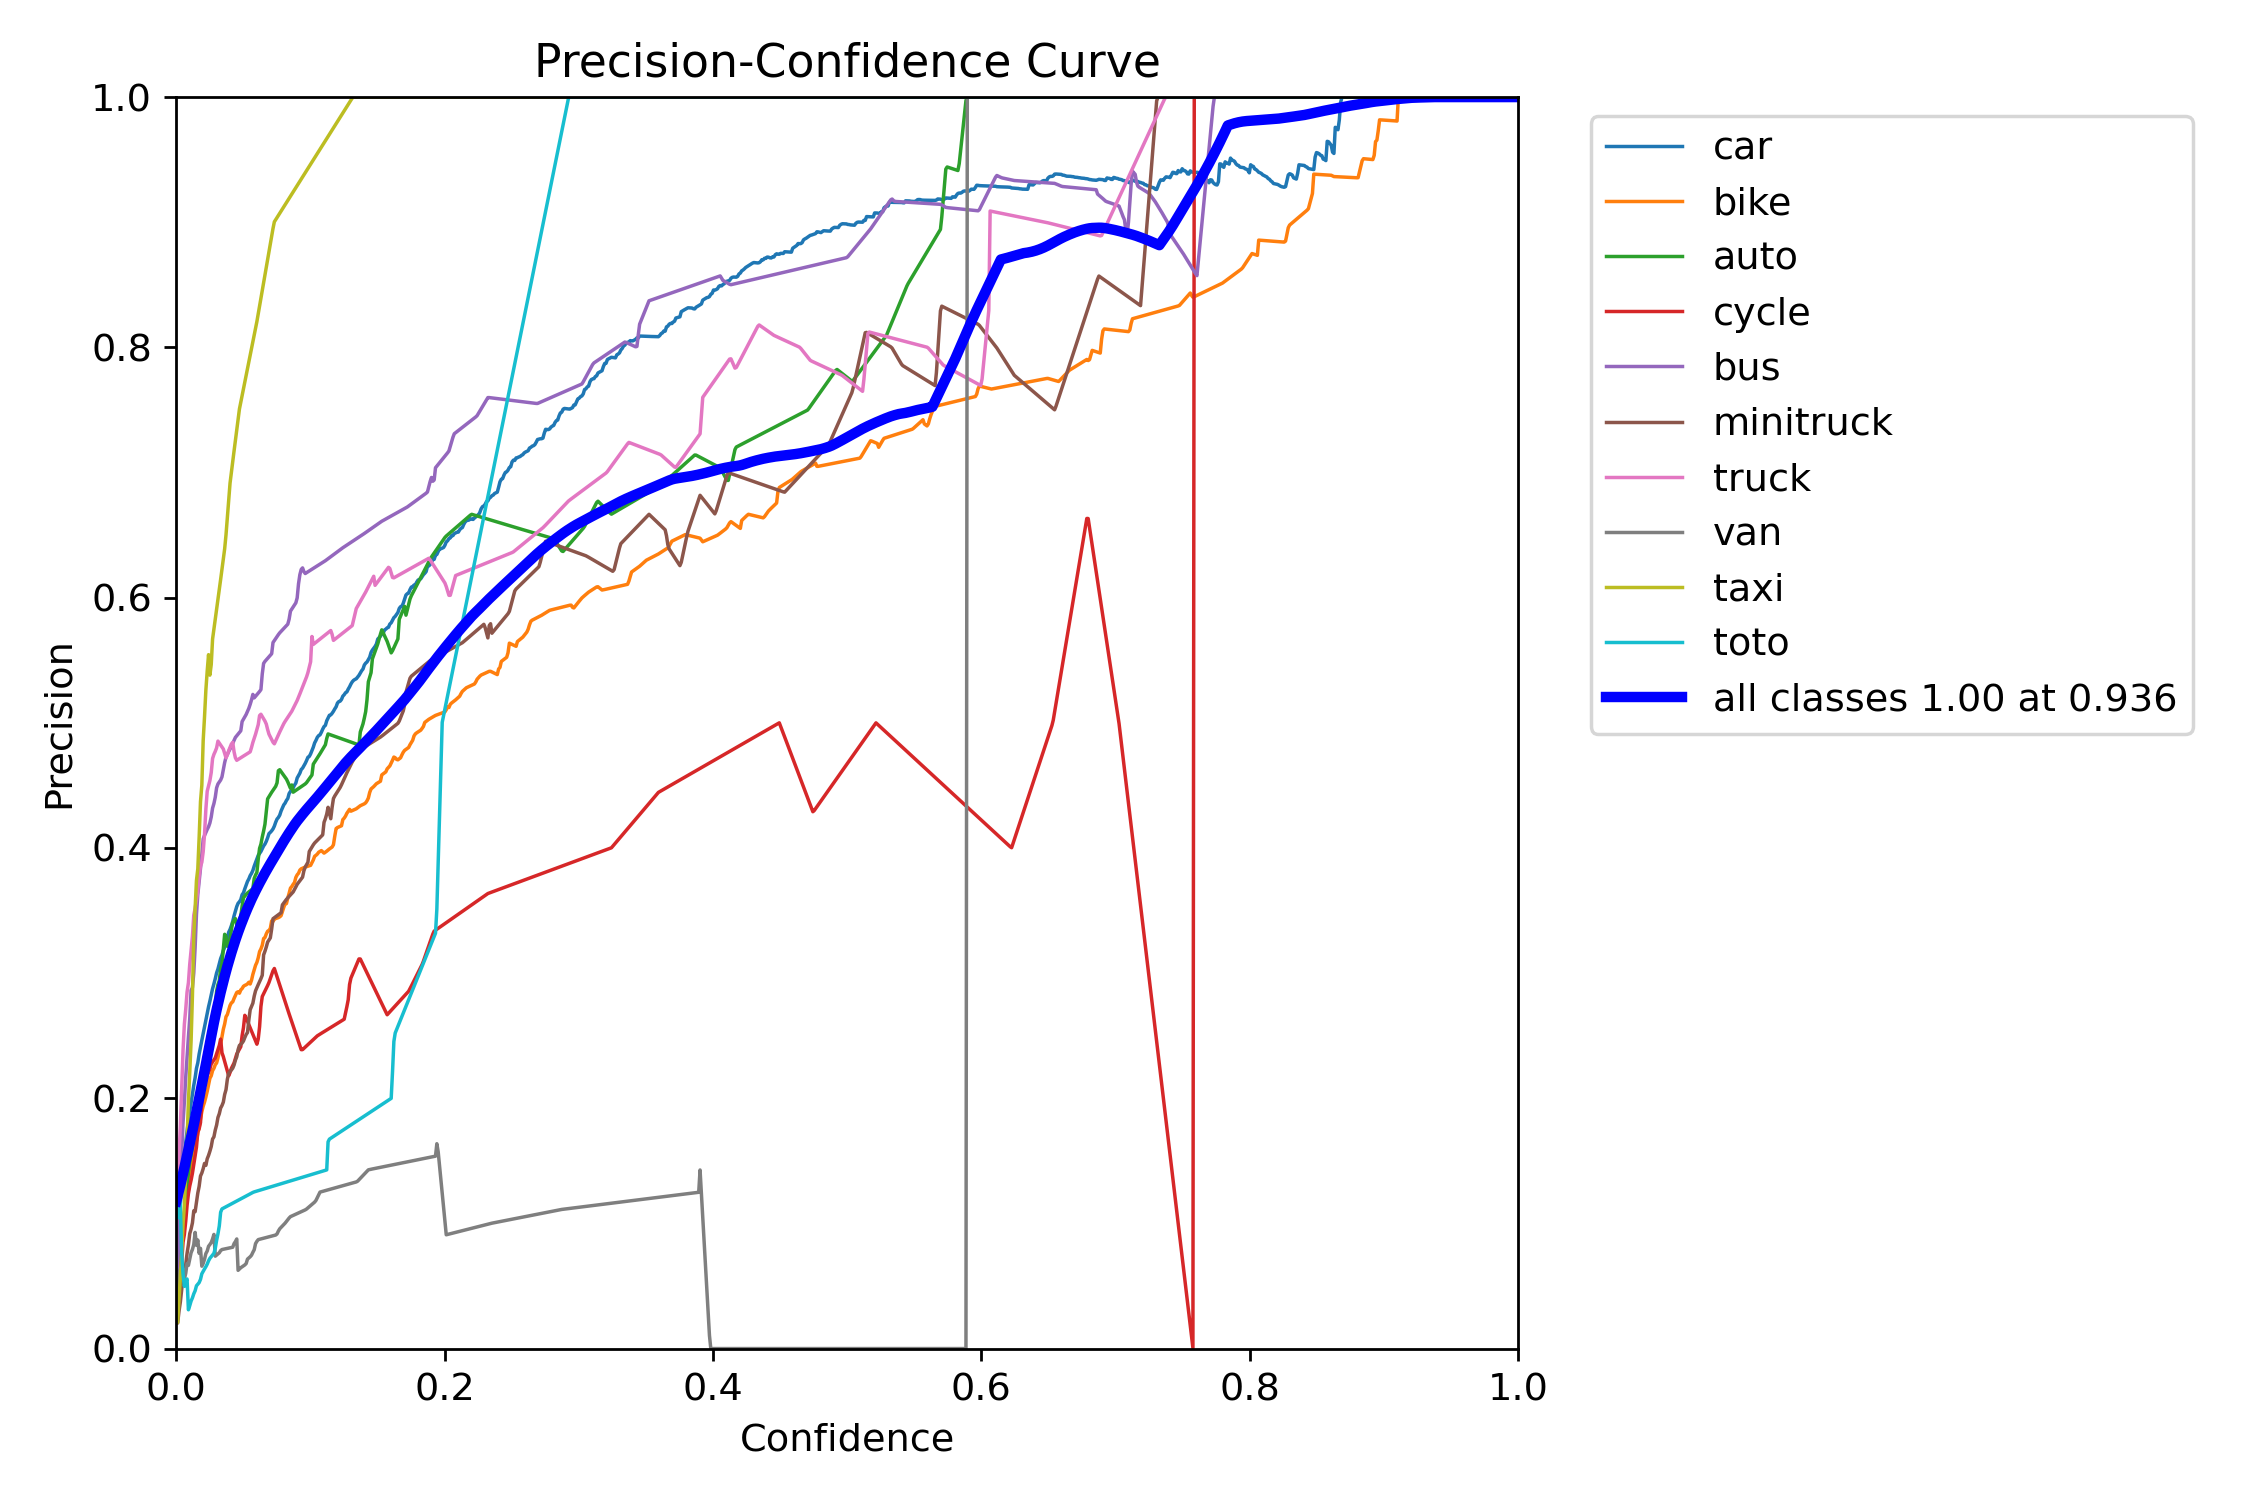 Precision-Confidence Curve
1.0
0.8
0.6
0.4
0.2
0.0
Precision
0.0 0.2 0.4 0.6 0.8 1.0
Confidence
car
bike
auto
cycle
bus
minitruck
truck
van
taxi
toto
all classes 1.00 at 0.936